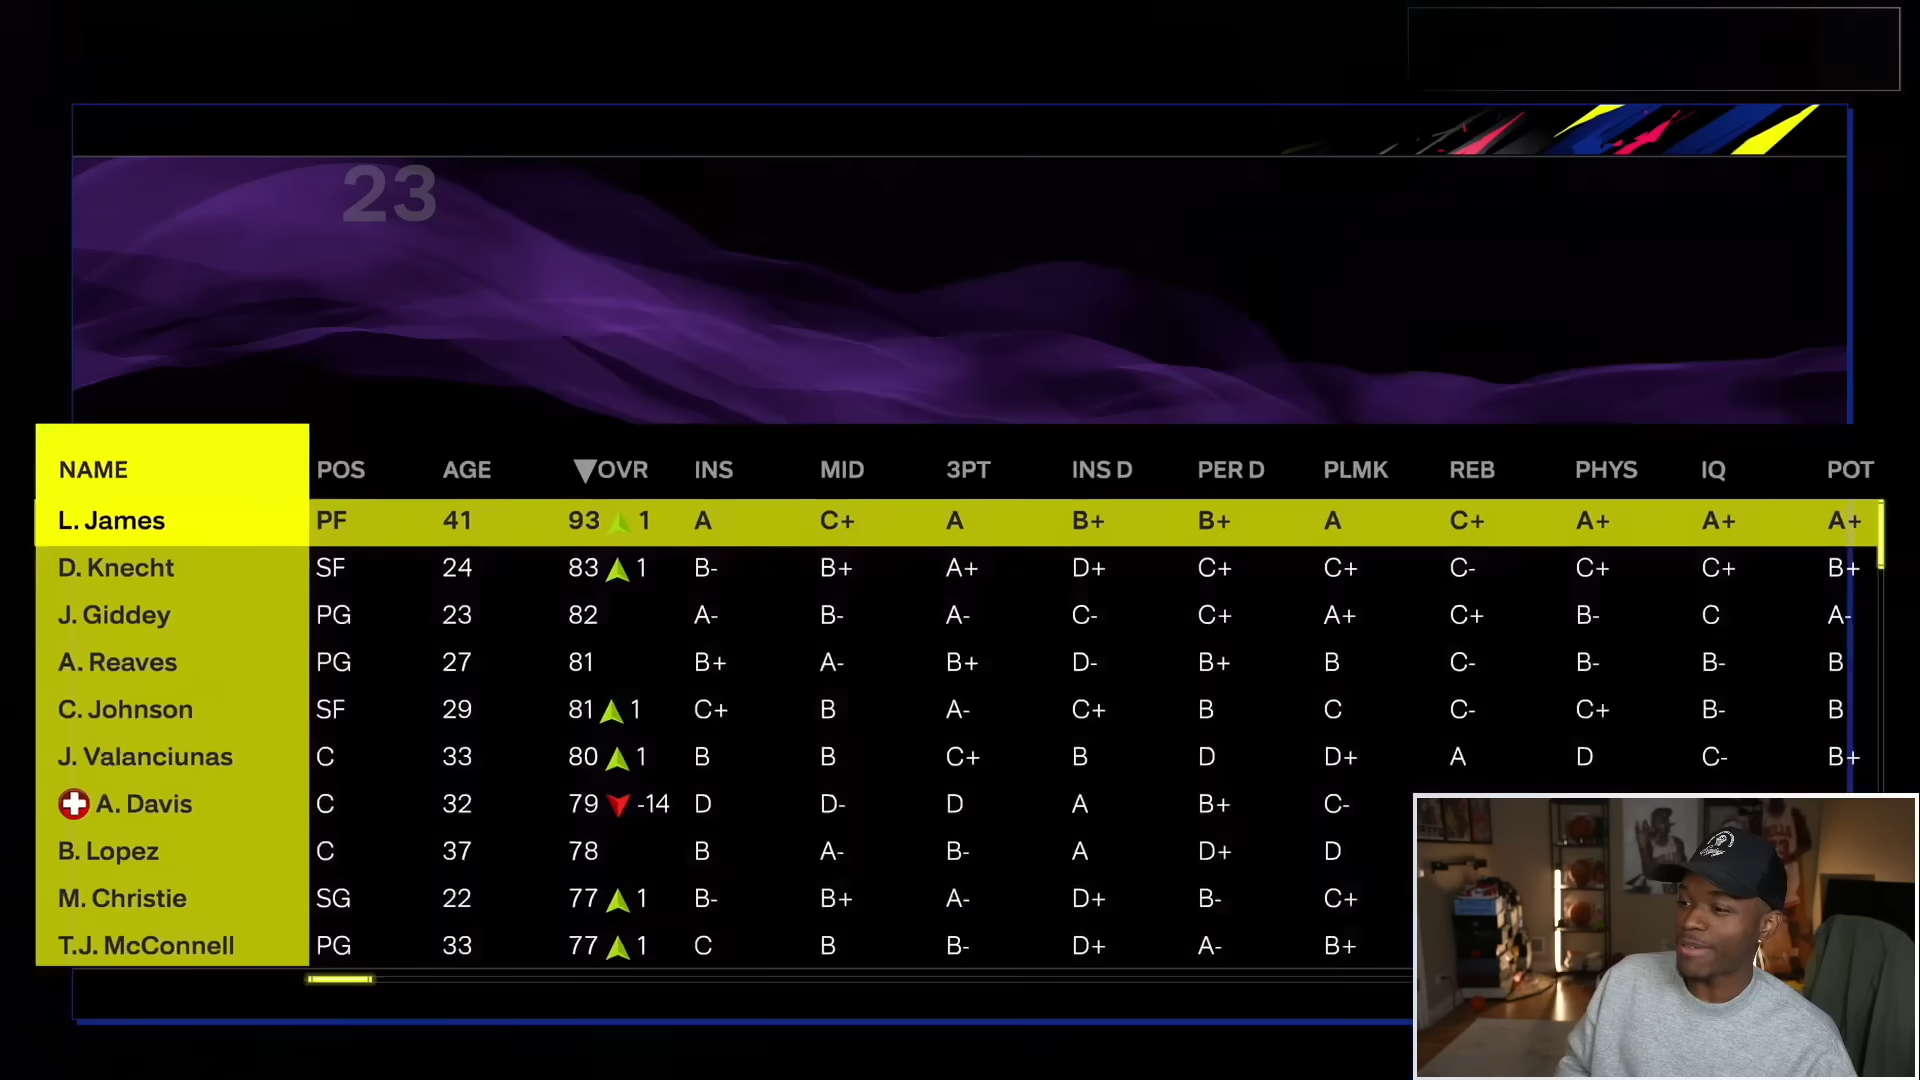 23
NAME POS AGE OVR INS MID 3PT INS D PER D PLMK REB PHYS IQ POT
L. James PF 41 93 1 A C+ A B+ B+ A C+ A+ A+ A+
D. Knecht SF 24 83 1 B- B+ A+ D+ C+ C+ C- C+ C+ B+
J. Giddey PG 23 82 A- B- A- C- C+ A+ C+ B- C A-
A. Reaves PG 27 81 B+ A- B+ D- B+ B C- B- B- B
C. Johnson SF 29 81 1 C+ B A- C+ B C C- C+ B- B
J. Valanciunas C 33 80 1 B B C+ B D D+ A D C- B+
A. Davis C 32 79 -14 D D- D A B+ C-
B. Lopez C 37 78 B A- B- A D+ D
M. Christie SG 22 77 1 B- B+ A- D+ B- C+
T.J. McConnell PG 33 77 1 C B B- D+ A- B+